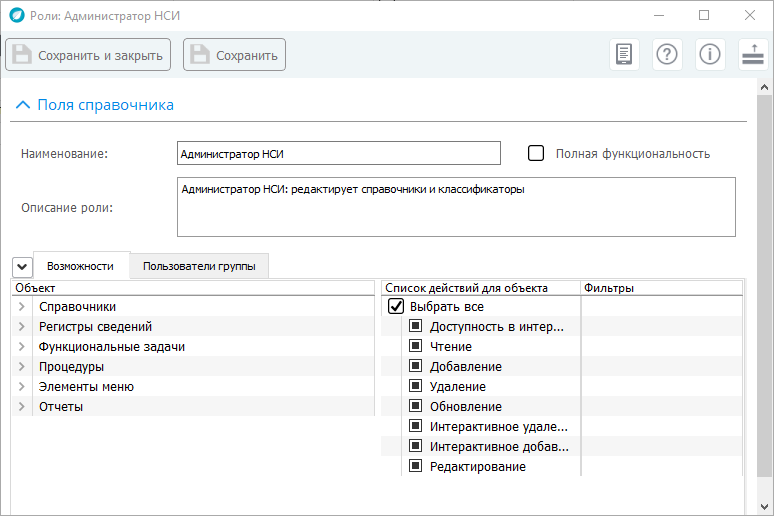 Роли: Администратор НСИ
Сохранить и закрыть Сохранить
Поля справочника
Наименование: Администратор НСИ Полная функциональность
Описание роли: Администратор НСИ: редактирует справочники и классификаторы
Возможности Пользователи группы
Объект Список действий для объекта Фильтры
Справочники Выбрать все
Регистры сведений Доступность в интер...
Функциональные задачи Чтение
Процедуры Добавление
Элементы меню Удаление
Отчеты Обновление
Интерактивное удале...
Интерактивное добав...
Редактирование